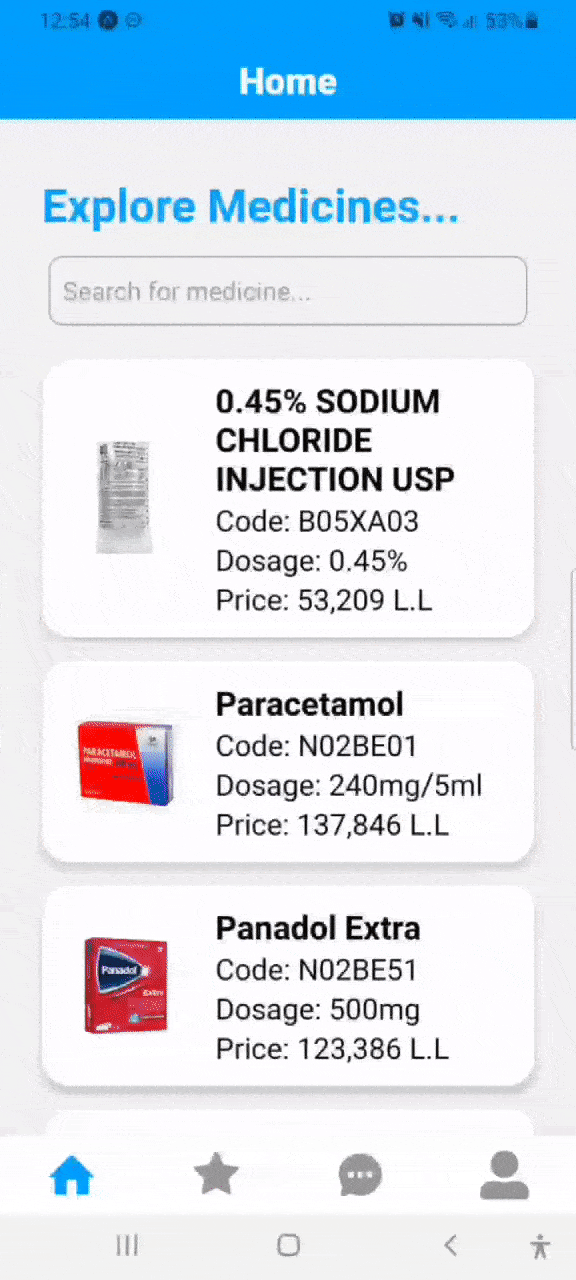 12:54
53%
Home
Explore Medicines...
Search for medicine...
0.45% SODIUM
CHLORIDE
INJECTION USP
Code: B05XA03
Dosage: 0.45%
Price: 53,209 L.L
Paracetamol
Code: N02BE01
Dosage: 240mg/5ml
Price: 137,846 L.L
PARACETAMOL
Panadol Extra
Code: N02BE51
Dosage: 500mg
Price: 123,386 L.L
Panadol
Extra